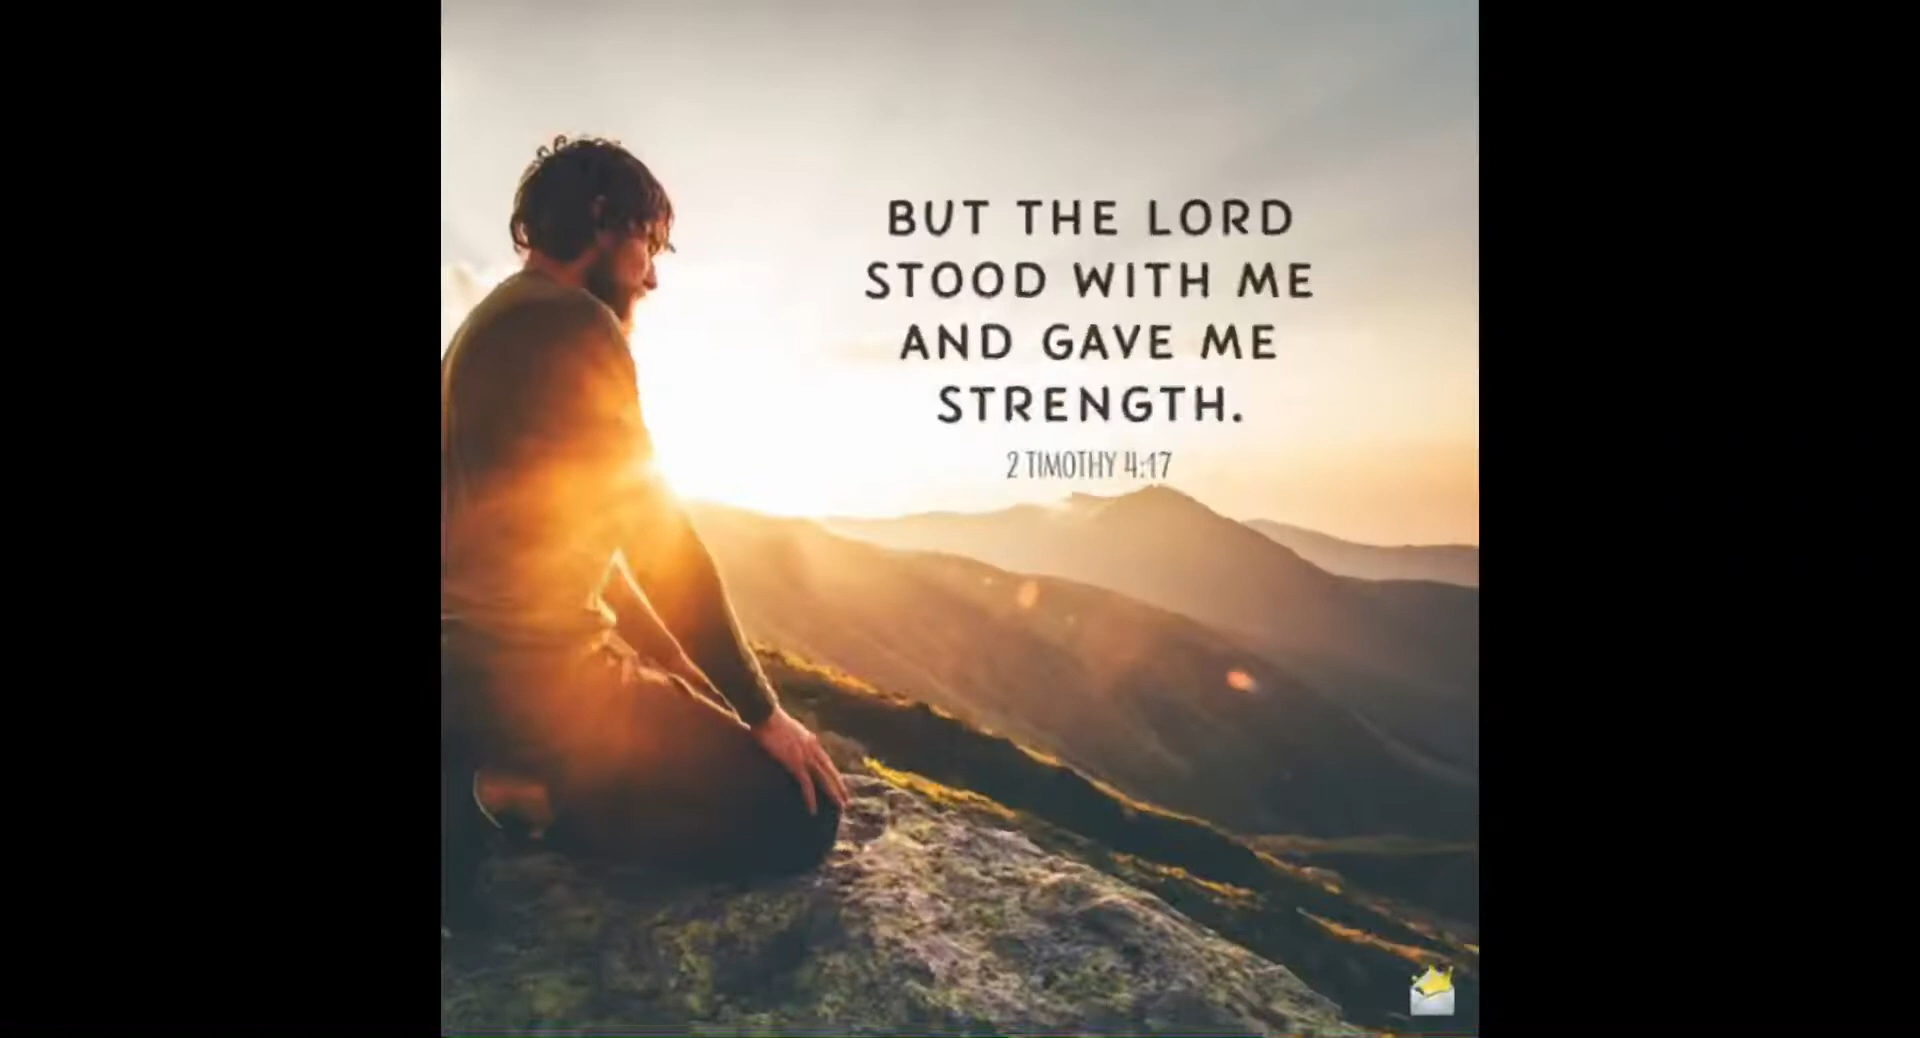 BUT THE LORD
STOOD WITH ME
AND GAVE ME
STRENGTH.
2 TIMOTHY 4:17